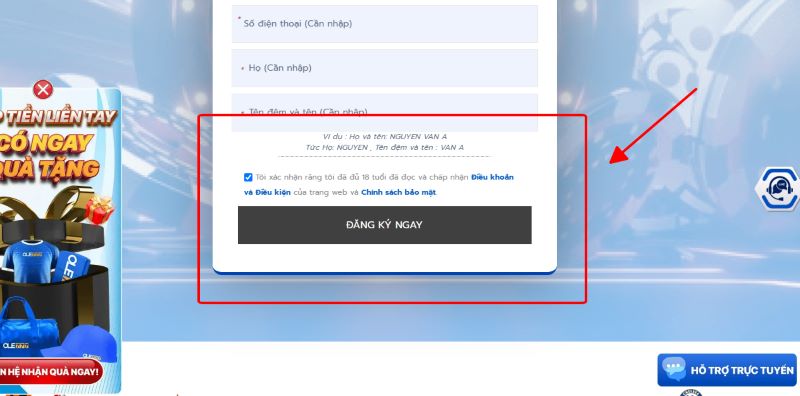 * Số điện thoại (Cần nhập)
* Họ (Cần nhập)
* Tên đệm và tên (Cần nhập)
Ví dụ : Họ và tên: NGUYEN VAN A
Tức Họ: NGUYEN , Tên đệm và tên : VAN A
Tôi xác nhận rằng tôi đã đủ 18 tuổi đã đọc và chấp nhận Điều khoản
và Điều kiện của trang web và Chính sách bảo mật.
ĐĂNG KÝ NGAY
TIỀN LIỀN TAY
CÓ NGAY
QUÀ TẶNG
HỆ NHẬN QUÀ NGAY!
HỖ TRỢ TRỰC TUYẾN